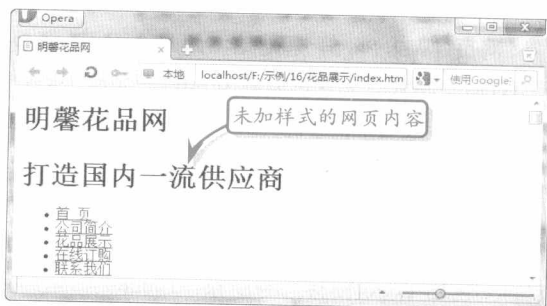 Opera
明馨花品网
本地 localhost/F:/示例/16/花品展示/index.htm 使用Google
明馨花品网
未加样式的网页内容
打造国内一流供应商
首 页
公司简介
花品展示
在线订购
联系我们